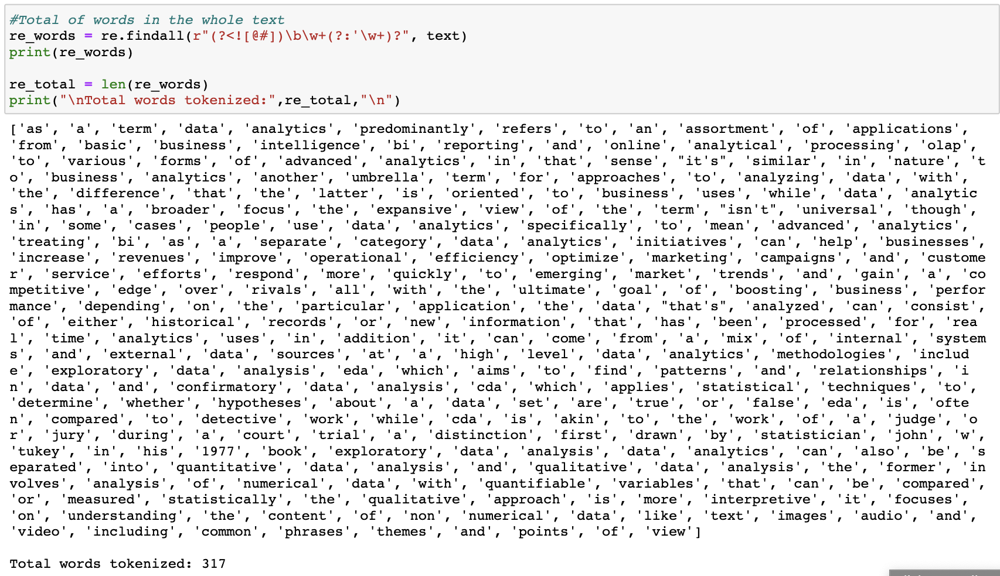 #Total of words in the whole text
re_words = re.findall(r"(?<![@#])\b\w+(?:'\w+)?", text)
print(re_words)
re_total = len(re_words)
print("\nTotal words tokenized:",re_total,"\n")
['as', 'a', 'term', 'data', 'analytics', 'predominantly', 'refers', 'to', 'an', 'assortment', 'of', 'applications',
'from', 'basic', 'business', 'intelligence', 'bi', 'reporting', 'and', 'online', 'analytical', 'processing', 'olap',
'to', 'various', 'forms', 'of', 'advanced', 'analytics', 'in', 'that', 'sense', "it's", 'similar', 'in', 'nature', 't
o', 'business', 'analytics', 'another', 'umbrella', 'term', 'for', 'approaches', 'to', 'analyzing', 'data', 'with',
'the', 'difference', 'that', 'the', 'latter', 'is', 'oriented', 'to', 'business', 'uses', 'while', 'data', 'analytic
s', 'has', 'a', 'broader', 'focus', 'the', 'expansive', 'view', 'of', 'the', 'term', "isn't", 'universal', 'though',
'in', 'some', 'cases', 'people', 'use', 'data', 'analytics', 'specifically', 'to', 'mean', 'advanced', 'analytics',
'treating', 'bi', 'as', 'a', 'separate', 'category', 'data', 'analytics', 'initiatives', 'can', 'help', 'businesses',
'increase', 'revenues', 'improve', 'operational', 'efficiency', 'optimize', 'marketing', 'campaigns', 'and', 'custome
r', 'service', 'efforts', 'respond', 'more', 'quickly', 'to', 'emerging', 'market', 'trends', 'and', 'gain', 'a', 'co
mpetitive', 'edge', 'over', 'rivals', 'all', 'with', 'the', 'ultimate', 'goal', 'of', 'boosting', 'business', 'perfor
mance', 'depending', 'on', 'the', 'particular', 'application', 'the', 'data', "that's", 'analyzed', 'can', 'consist',
'of', 'either', 'historical', 'records', 'or', 'new', 'information', 'that', 'has', 'been', 'processed', 'for', 'rea
l', 'time', 'analytics', 'uses', 'in', 'addition', 'it', 'can', 'come', 'from', 'a', 'mix', 'of', 'internal', 'system
s', 'and', 'external', 'data', 'sources', 'at', 'a', 'high', 'level', 'data', 'analytics', 'methodologies', 'includ
e', 'exploratory', 'data', 'analysis', 'eda', 'which', 'aims', 'to', 'find', 'patterns', 'and', 'relationships', 'i
n', 'data', 'and', 'confirmatory', 'data', 'analysis', 'cda', 'which', 'applies', 'statistical', 'techniques', 'to',
'determine', 'whether', 'hypotheses', 'about', 'a', 'data', 'set', 'are', 'true', 'or', 'false', 'eda', 'is', 'ofte
n', 'compared', 'to', 'detective', 'work', 'while', 'cda', 'is', 'akin', 'to', 'the', 'work', 'of', 'a', 'judge', 'o
r', 'jury', 'during', 'a', 'court', 'trial', 'a', 'distinction', 'first', 'drawn', 'by', 'statistician', 'john', 'w',
'tukey', 'in', 'his', '1977', 'book', 'exploratory', 'data', 'analysis', 'data', 'analytics', 'can', 'also', 'be', 's
eparated', 'into', 'quantitative', 'data', 'analysis', 'and', 'qualitative', 'data', 'analysis', 'the', 'former', 'in
volves', 'analysis', 'of', 'numerical', 'data', 'with', 'quantifiable', 'variables', 'that', 'can', 'be', 'compared',
'or', 'measured', 'statistically', 'the', 'qualitative', 'approach', 'is', 'more', 'interpretive', 'it', 'focuses',
'on', 'understanding', 'the', 'content', 'of', 'non', 'numerical', 'data', 'like', 'text', 'images', 'audio', 'and',
'video', 'including', 'common', 'phrases', 'themes', 'and', 'points', 'of', 'view']
Total words tokenized: 317